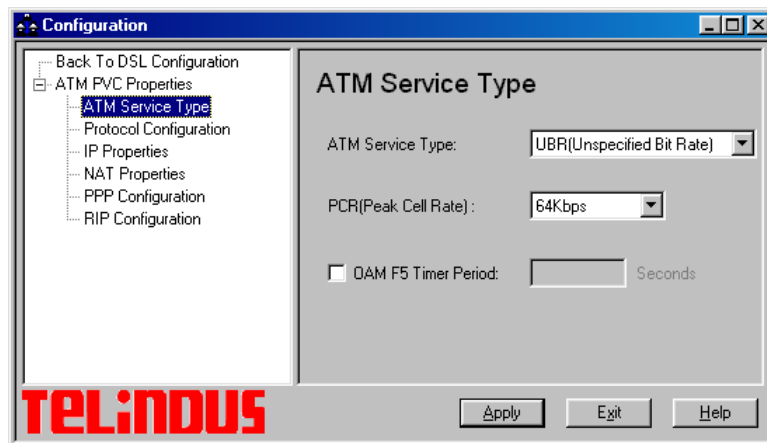 Configuration
Back To DSL Configuration
ATM PVC Properties
ATM Service Type
Protocol Configuration
IP Properties
NAT Properties
PPP Configuration
RIP Configuration
ATM Service Type
ATM Service Type: UBR(Unspecified Bit Rate)
PCR(Peak Cell Rate) : 64Kbps
OAM F5 Timer Period: Seconds
TELiNDUS
Apply Exit Help